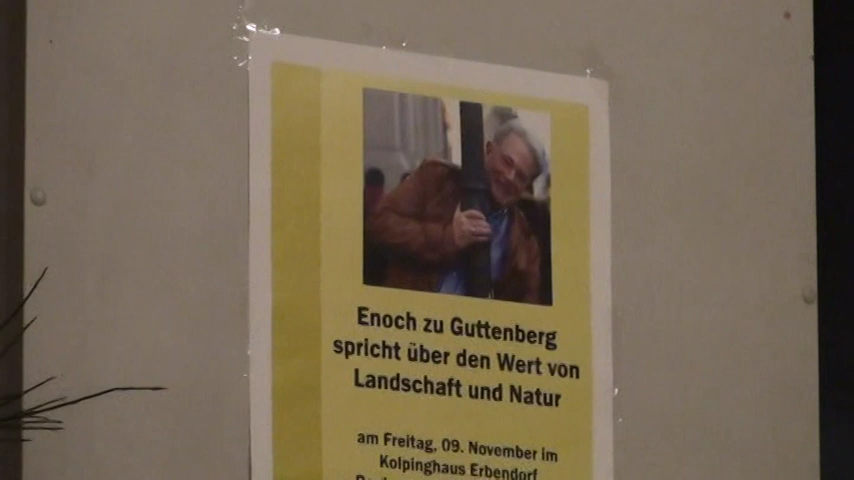 Enoch zu Guttenberg
spricht über den Wert von
Landschaft und Natur
am Freitag, 09. November im
Kolpinghaus Erbendorf